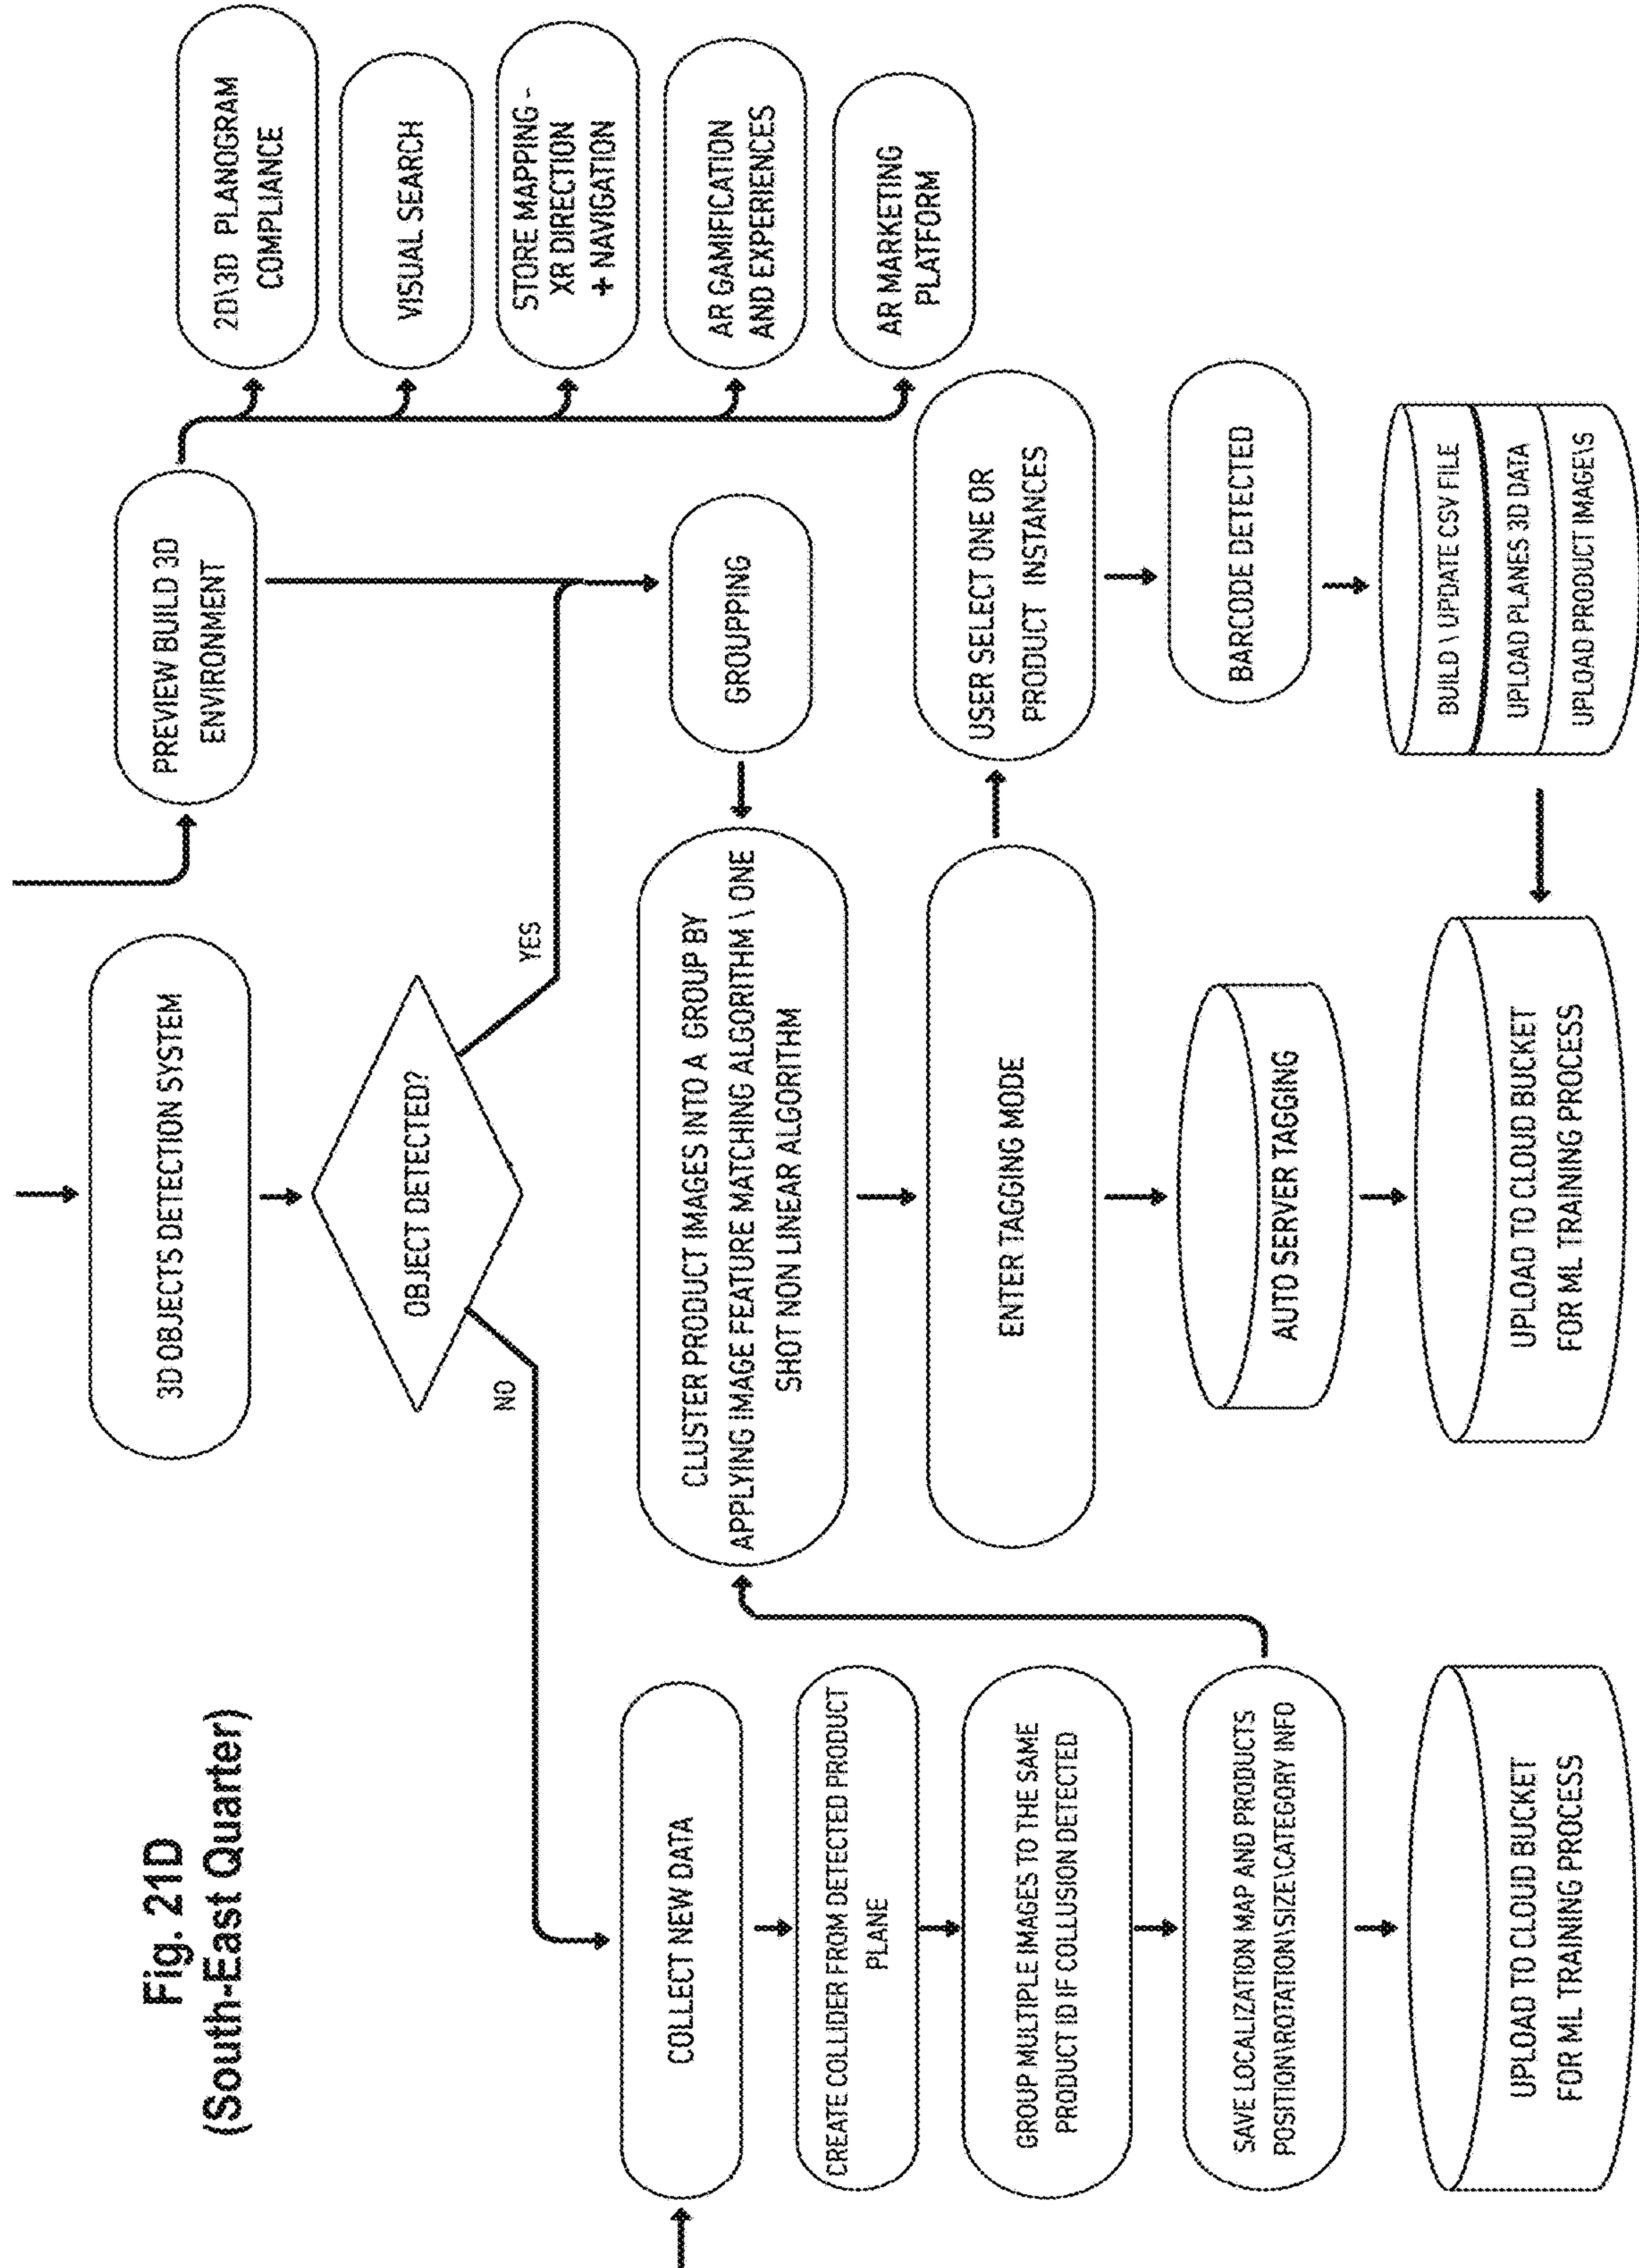 Fig. 21D
(South-East Quarter)
3D OBJECTS DETECTION SYSTEM
PREVIEW BUILD 3D
ENVIRONMENT
2D\3D PLANOGRAM
COMPLIANCE
VISUAL SEARCH
STORE MAPPING -
XR DIRECTION
+ NAVIGATION
AR GAMIFICATION
AND EXPERIENCES
AR MARKETING
PLATFORM
OBJECT DETECTED?
NO
YES
COLLECT NEW DATA
CREATE COLLIDER FROM DETECTED PRODUCT
PLANE
GROUP MULTIPLE IMAGES TO THE SAME
PRODUCT ID IF COLLUSION DETECTED
SAVE LOCALIZATION MAP AND PRODUCTS
POSITION\ROTATION\SIZE\CATEGORY INFO
UPLOAD TO CLOUD BUCKET
FOR ML TRAINING PROCESS
GROUPPING
CLUSTER PRODUCT IMAGES INTO A GROUP BY
APPLYING IMAGE FEATURE MATCHING ALGORITHM \ ONE
SHOT NON LINEAR ALGORITHM
ENTER TAGGING MODE
AUTO SERVER TAGGING
UPLOAD TO CLOUD BUCKET
FOR ML TRAINING PROCESS
USER SELECT ONE OR
PRODUCT INSTANCES
BARCODE DETECTED
BUILD \ UPDATE CSV FILE
UPLOAD PLANES 3D DATA
UPLOAD PRODUCT IMAGE\S